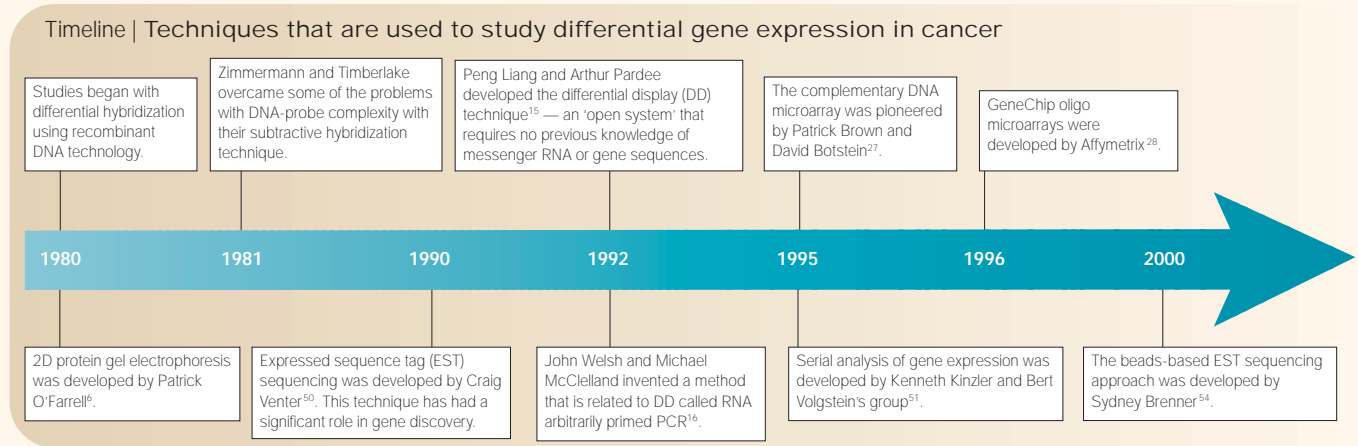 Timeline | Techniques that are used to study differential gene expression in cancer
Studies began with
differential hybridization
using recombinant
DNA technology.
Zimmermann and Timberlake
overcame some of the problems
with DNA-probe complexity with
their subtractive hybridization
technique.
Peng Liang and Arthur Pardee
developed the differential display (DD)
technique15 — an 'open system' that
requires no previous knowledge of
messenger RNA or gene sequences.
The complementary DNA
microarray was pioneered
by Patrick Brown and
David Botstein27.
GeneChip oligo
microarrays were
developed by Affymetrix28.
1980 1981 1990 1992 1995 1996 2000
2D protein gel electrophoresis
was developed by Patrick
O'Farrell6.
Expressed sequence tag (EST)
sequencing was developed by Craig
Venter50. This technique has had a
significant role in gene discovery.
John Welsh and Michael
McClelland invented a method
that is related to DD called RNA
arbitrarily primed PCR16.
Serial analysis of gene expression was
developed by Kenneth Kinzler and Bert
Volgstein's group51.
The beads-based EST sequencing
approach was developed by
Sydney Brenner54.